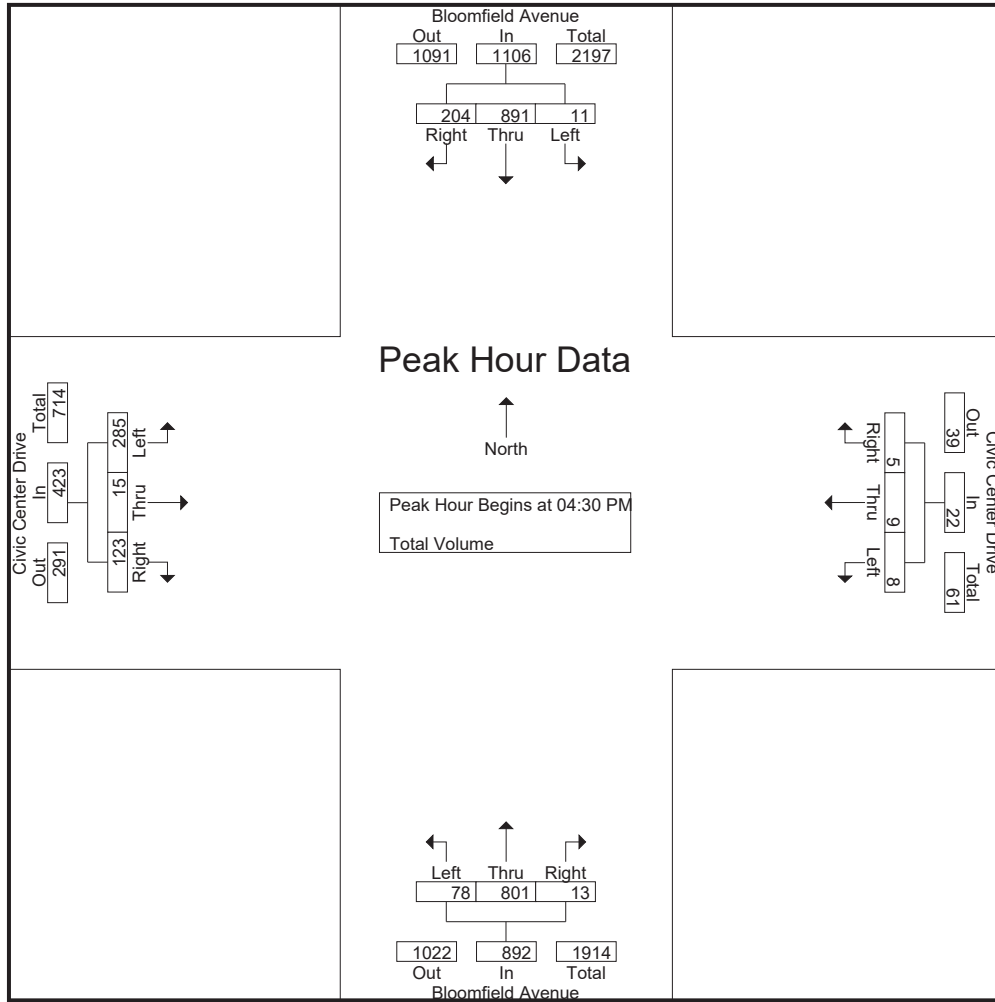 Bloomfield Avenue
Out In Total
1091 1106 2197
204 891 11
Right Thru Left
Peak Hour Data
North
Peak Hour Begins at 04:30 PM
Total Volume
Civic Center Drive
Total In Out
714 423 291
285 15 123
Left Thru Right
Civic Center Drive
Out In Total
39 22 61
5 9 8
Right Thru Left
Left Thru Right
78 801 13
1022 892 1914
Out In Total
Bloomfield Avenue